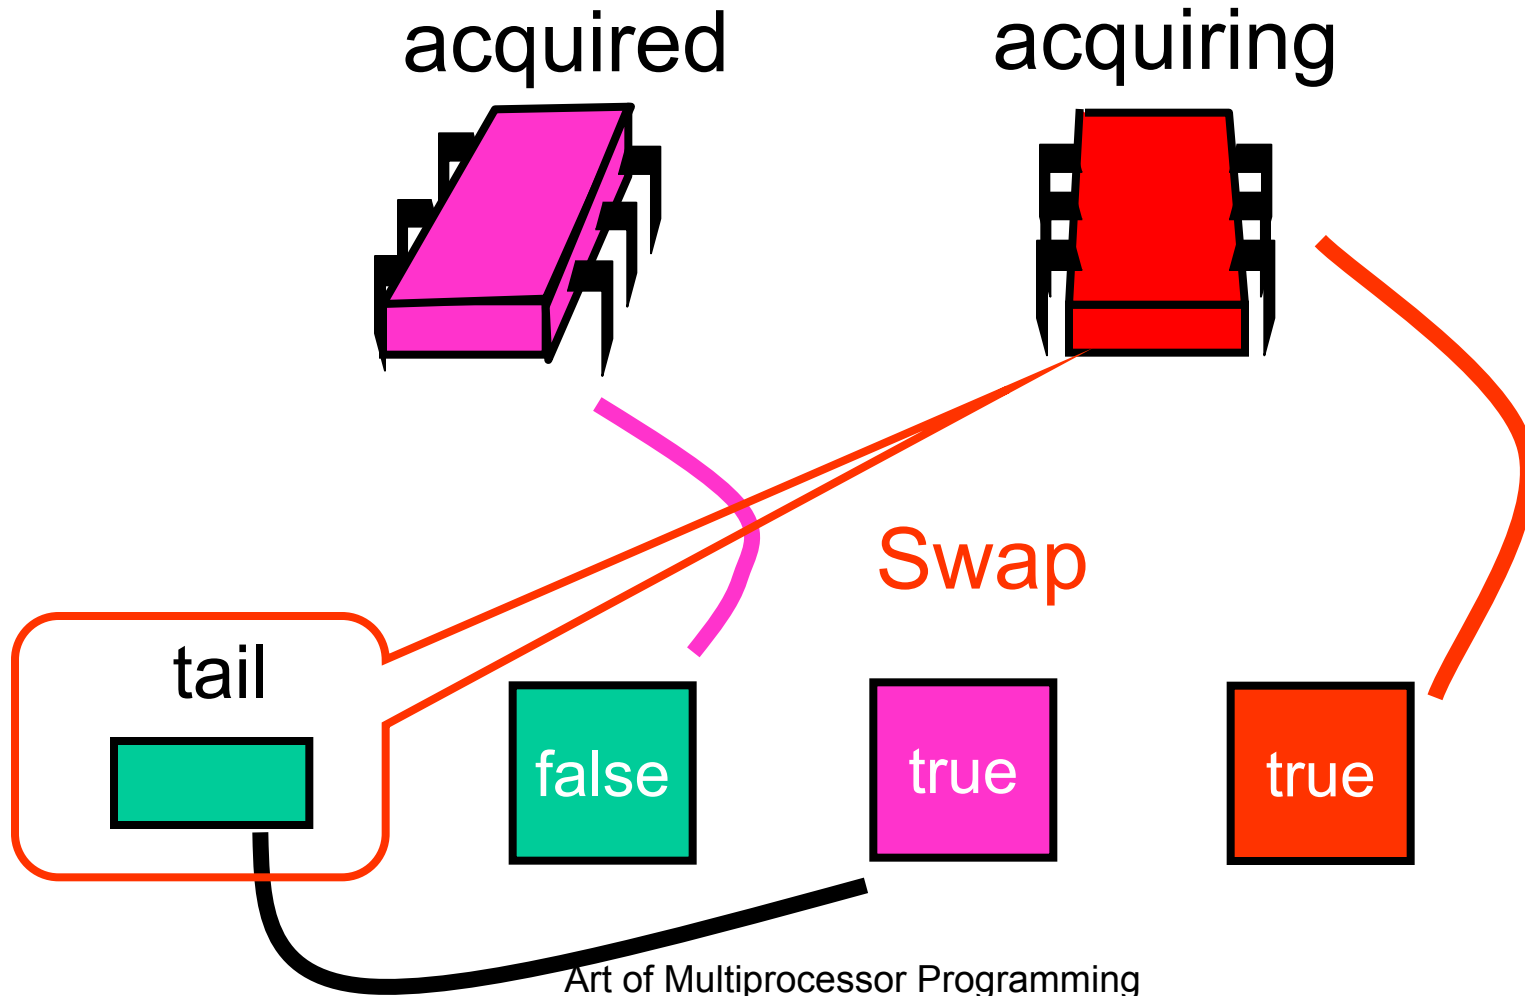 acquired
acquiring
Swap
tail
false
true
true
Art of Multiprocessor Programming